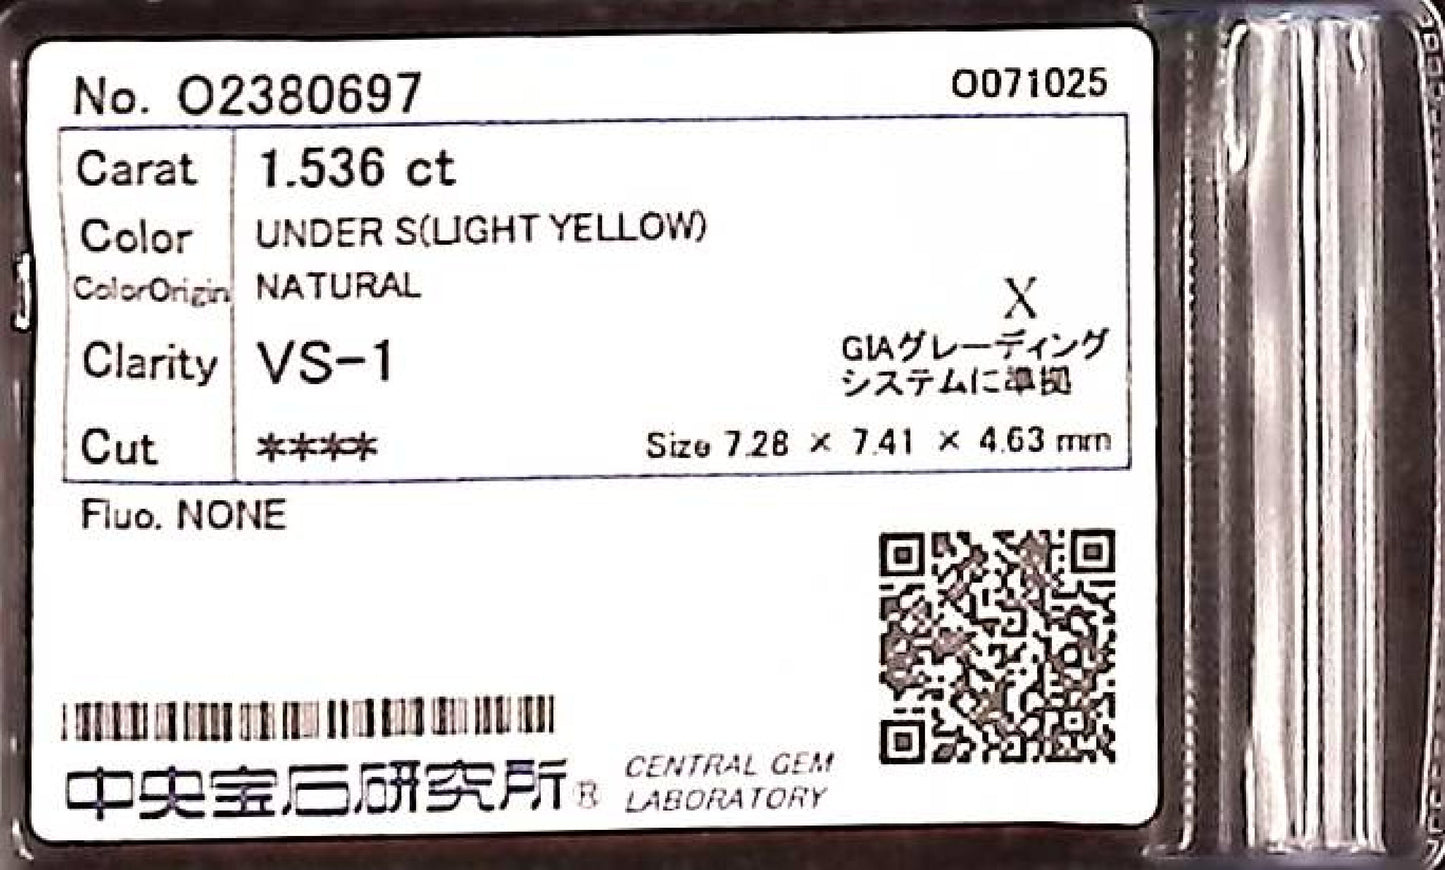 No. O2380697
O071025
Carat 1.536 ct
Color UNDER S(LIGHT YELLOW)
ColorOrigin NATURAL
X
Clarity VS-1
GIAグレーディング
システムに準拠
Cut ****
Size 7.28 × 7.41 × 4.63 mm
Fluo. NONE
中央宝石研究所®
CENTRAL GEM
LABORATORY